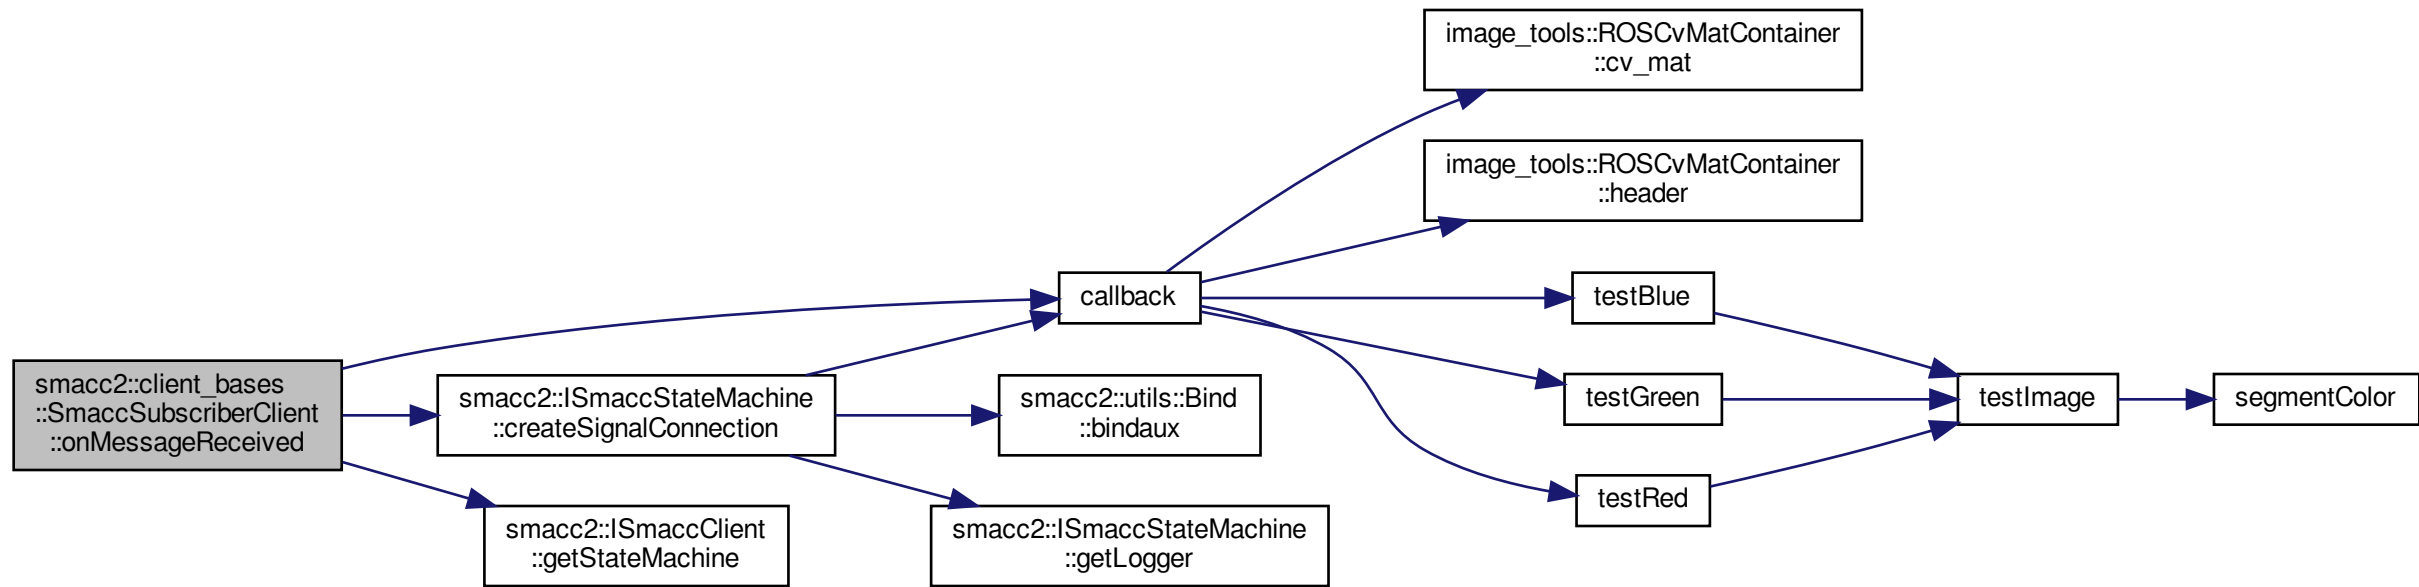 smacc2::client_bases
::SmaccSubscriberClient
::onMessageReceived
smacc2::ISmaccStateMachine
::createSignalConnection
smacc2::ISmaccClient
::getStateMachine
callback
smacc2::utils::Bind
::bindaux
smacc2::ISmaccStateMachine
::getLogger
image_tools::ROSCvMatContainer
::cv_mat
image_tools::ROSCvMatContainer
::header
testBlue
testGreen
testRed
testImage
segmentColor